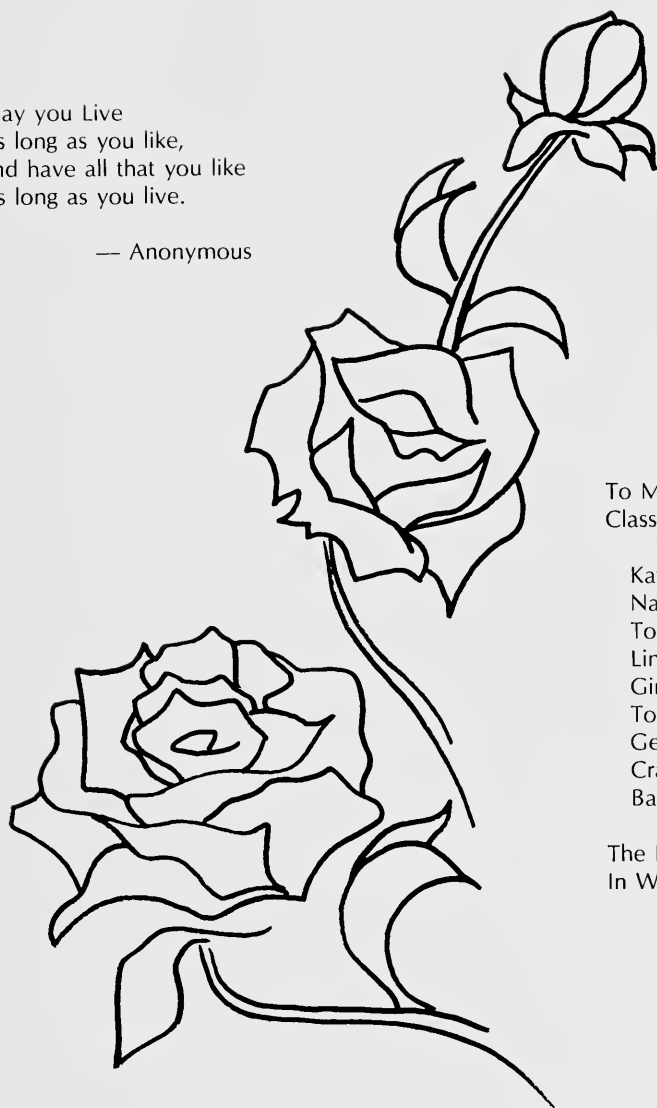 ay you Live
s long as you like,
nd have all that you like
s long as you live.
— Anonymous
To M
Class
Ka
Na
To
Lin
Gi
To
Ge
Cra
Ba
The
In W